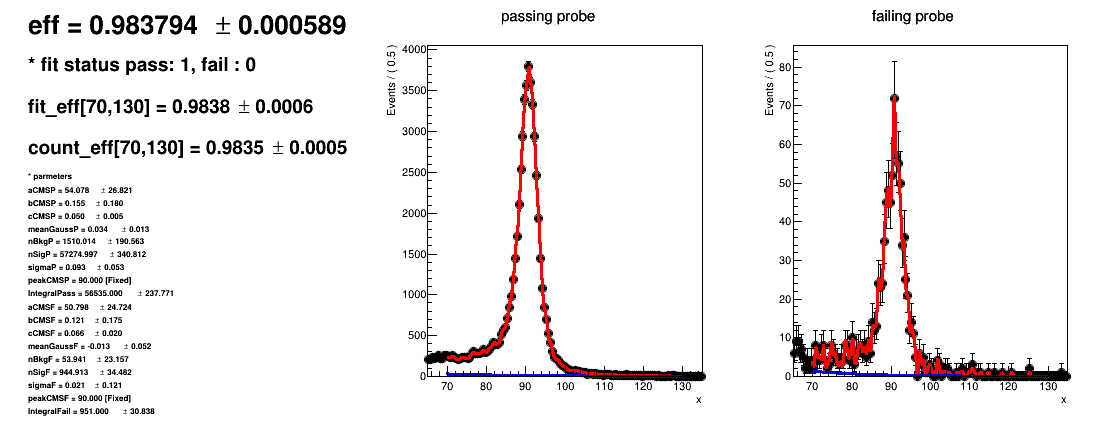 eff = 0.983794 ± 0.000589
* fit status pass: 1, fail : 0
fit_eff[70,130] = 0.9838 ± 0.0006
count_eff[70,130] = 0.9835 ± 0.0005
* parmeters
aCMSP = 54.078 ± 26.821
bCMSP = 0.155 ± 0.180
cCMSP = 0.050 ± 0.005
meanGaussP = 0.034 ± 0.013
nBkgP = 1510.014 ± 190.563
nSigP = 57274.997 ± 340.812
sigmaP = 0.093 ± 0.053
peakCMSP = 90.000 [Fixed]
IntegralPass = 56535.000 ± 237.771
aCMSF = 50.798 ± 24.724
bCMSF = 0.121 ± 0.175
cCMSF = 0.066 ± 0.020
meanGaussF = -0.013 ± 0.052
nBkgF = 53.941 ± 23.157
nSigF = 944.913 ± 34.482
sigmaF = 0.021 ± 0.121
peakCMSF = 90.000 [Fixed]
IntegralFail = 951.000 ± 30.838
passing probe
Events / ( 0.5 )
4000
3500
3000
2500
2000
1500
1000
500
0
70 80 90 100 110 120 130
x
failing probe
Events / ( 0.5 )
80
70
60
50
40
30
20
10
0
70 80 90 100 110 120 130
x